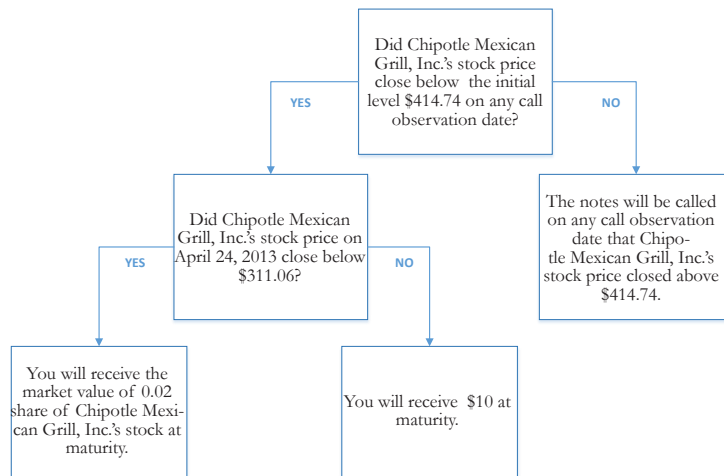 Did Chipotle Mexican
Grill, Inc.'s stock price
close below the initial
level $414.74 on any call
observation date?
YES
NO
Did Chipotle Mexican
Grill, Inc.'s stock price on
April 24, 2013 close below
$311.06?
The notes will be called
on any call observation
date that Chipo-
tle Mexican Grill, Inc.'s
stock price closed above
$414.74.
YES
NO
You will receive the
market value of 0.02
share of Chipotle Mexi-
can Grill, Inc.'s stock at
maturity.
You will receive $10 at
maturity.